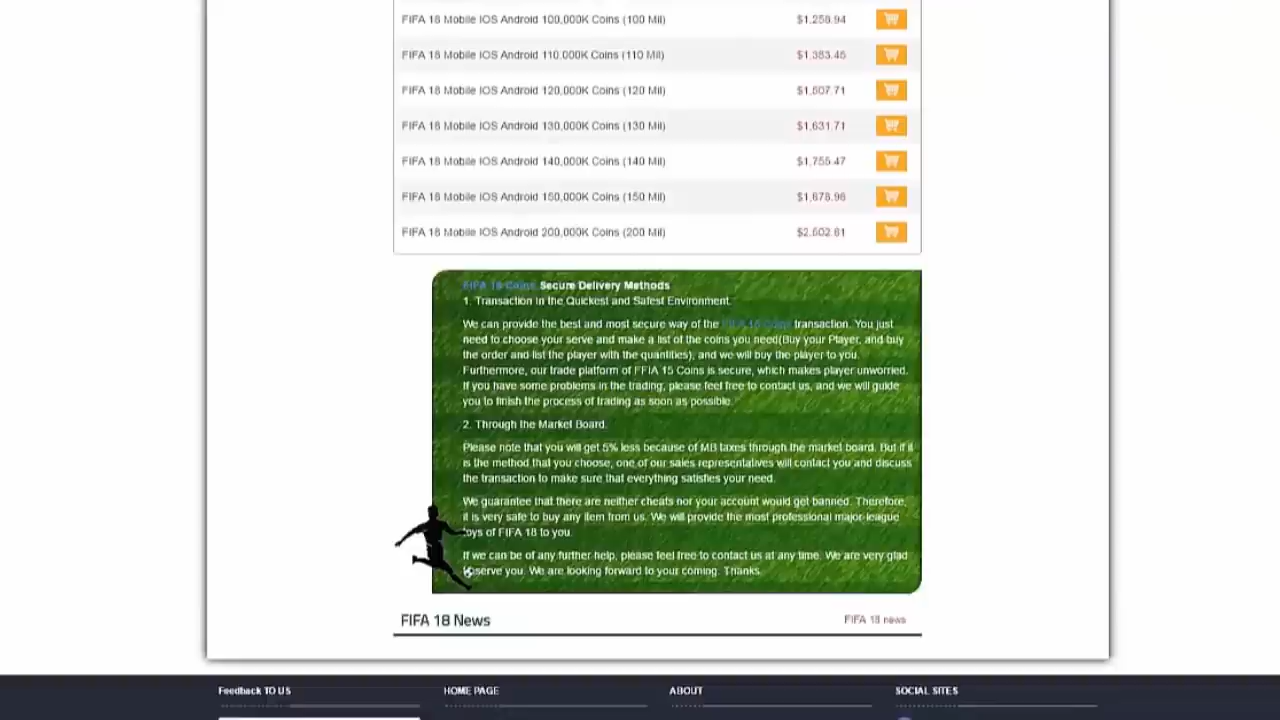 FIFA 18 Mobile IOS Android 100,000K Coins (100 Mil) $1,258.94
FIFA 18 Mobile IOS Android 110,000K Coins (110 Mil) $1,383.45
FIFA 18 Mobile IOS Android 120,000K Coins (120 Mil) $1,507.71
FIFA 18 Mobile IOS Android 130,000K Coins (130 Mil) $1,631.71
FIFA 18 Mobile IOS Android 140,000K Coins (140 Mil) $1,755.47
FIFA 18 Mobile IOS Android 150,000K Coins (150 Mil) $1,878.96
FIFA 18 Mobile IOS Android 200,000K Coins (200 Mil) $2,502.61
FIFA 18 Coins Secure Delivery Methods
1. Transaction in the Quickest and Safest Environment.
We can provide the best and most secure way of the FIFA 15 Coins transaction. You just
need to choose your serve and make a list of the coins you need(Buy your Player, and buy
the order and list the player with the quantities), and we will buy the player to you.
Furthermore, our trade platform of FFIA 15 Coins is secure, which makes player unworried.
If you have some problems in the trading, please feel free to contact us, and we will guide
you to finish the process of trading as soon as possible.
2. Through the Market Board.
Please note that you will get 5% less because of MB taxes through the market board. But if it
is the method that you choose, one of our sales representatives will contact you and discuss
the transaction to make sure that everything satisfies your need.
We guarantee that there are neither cheats nor your account would get banned. Therefore,
it is very safe to buy any item from us. We will provide the most professional major-league
toys of FIFA 18 to you.
If we can be of any further help, please feel free to contact us at any time. We are very glad
to serve you. We are looking forward to your coming. Thanks.
FIFA 18 News FIFA 18 news
Feedback TO US HOME PAGE ABOUT SOCIAL SITES